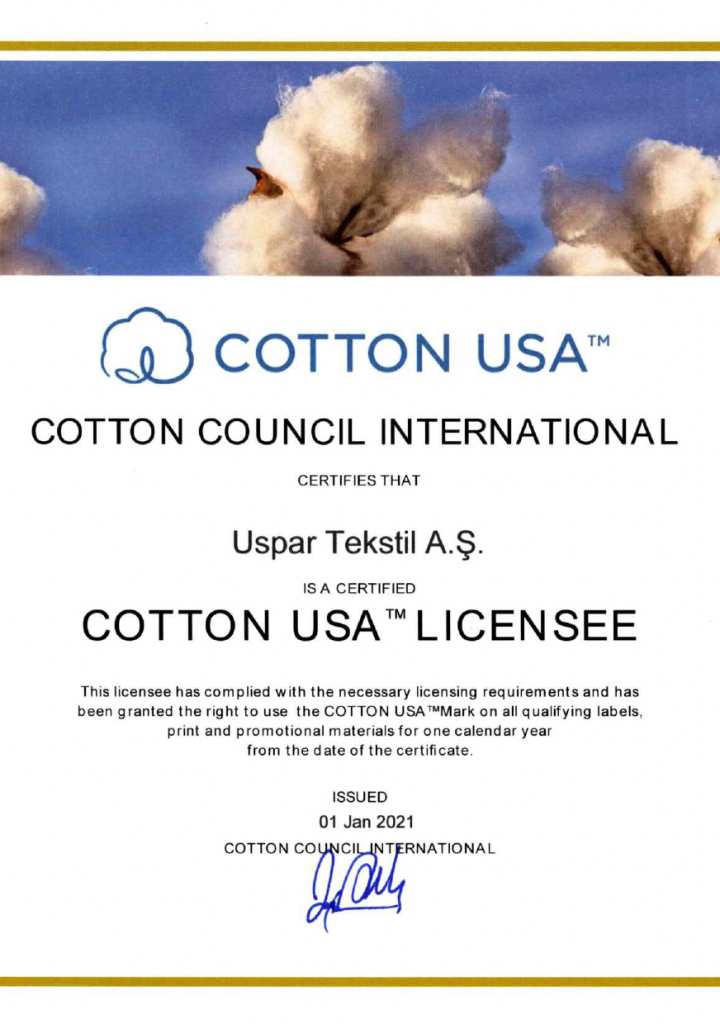 COTTON USA™
COTTON COUNCIL INTERNATIONAL
CERTIFIES THAT
Uspar Tekstil A.Ş.
IS A CERTIFIED
COTTON USA™ LICENSEE
This licensee has complied with the necessary licensing requirements and has
been granted the right to use the COTTON USA™Mark on all qualifying labels,
print and promotional materials for one calendar year
from the date of the certificate.
ISSUED
01 Jan 2021
COTTON COUNCIL INTERNATIONAL